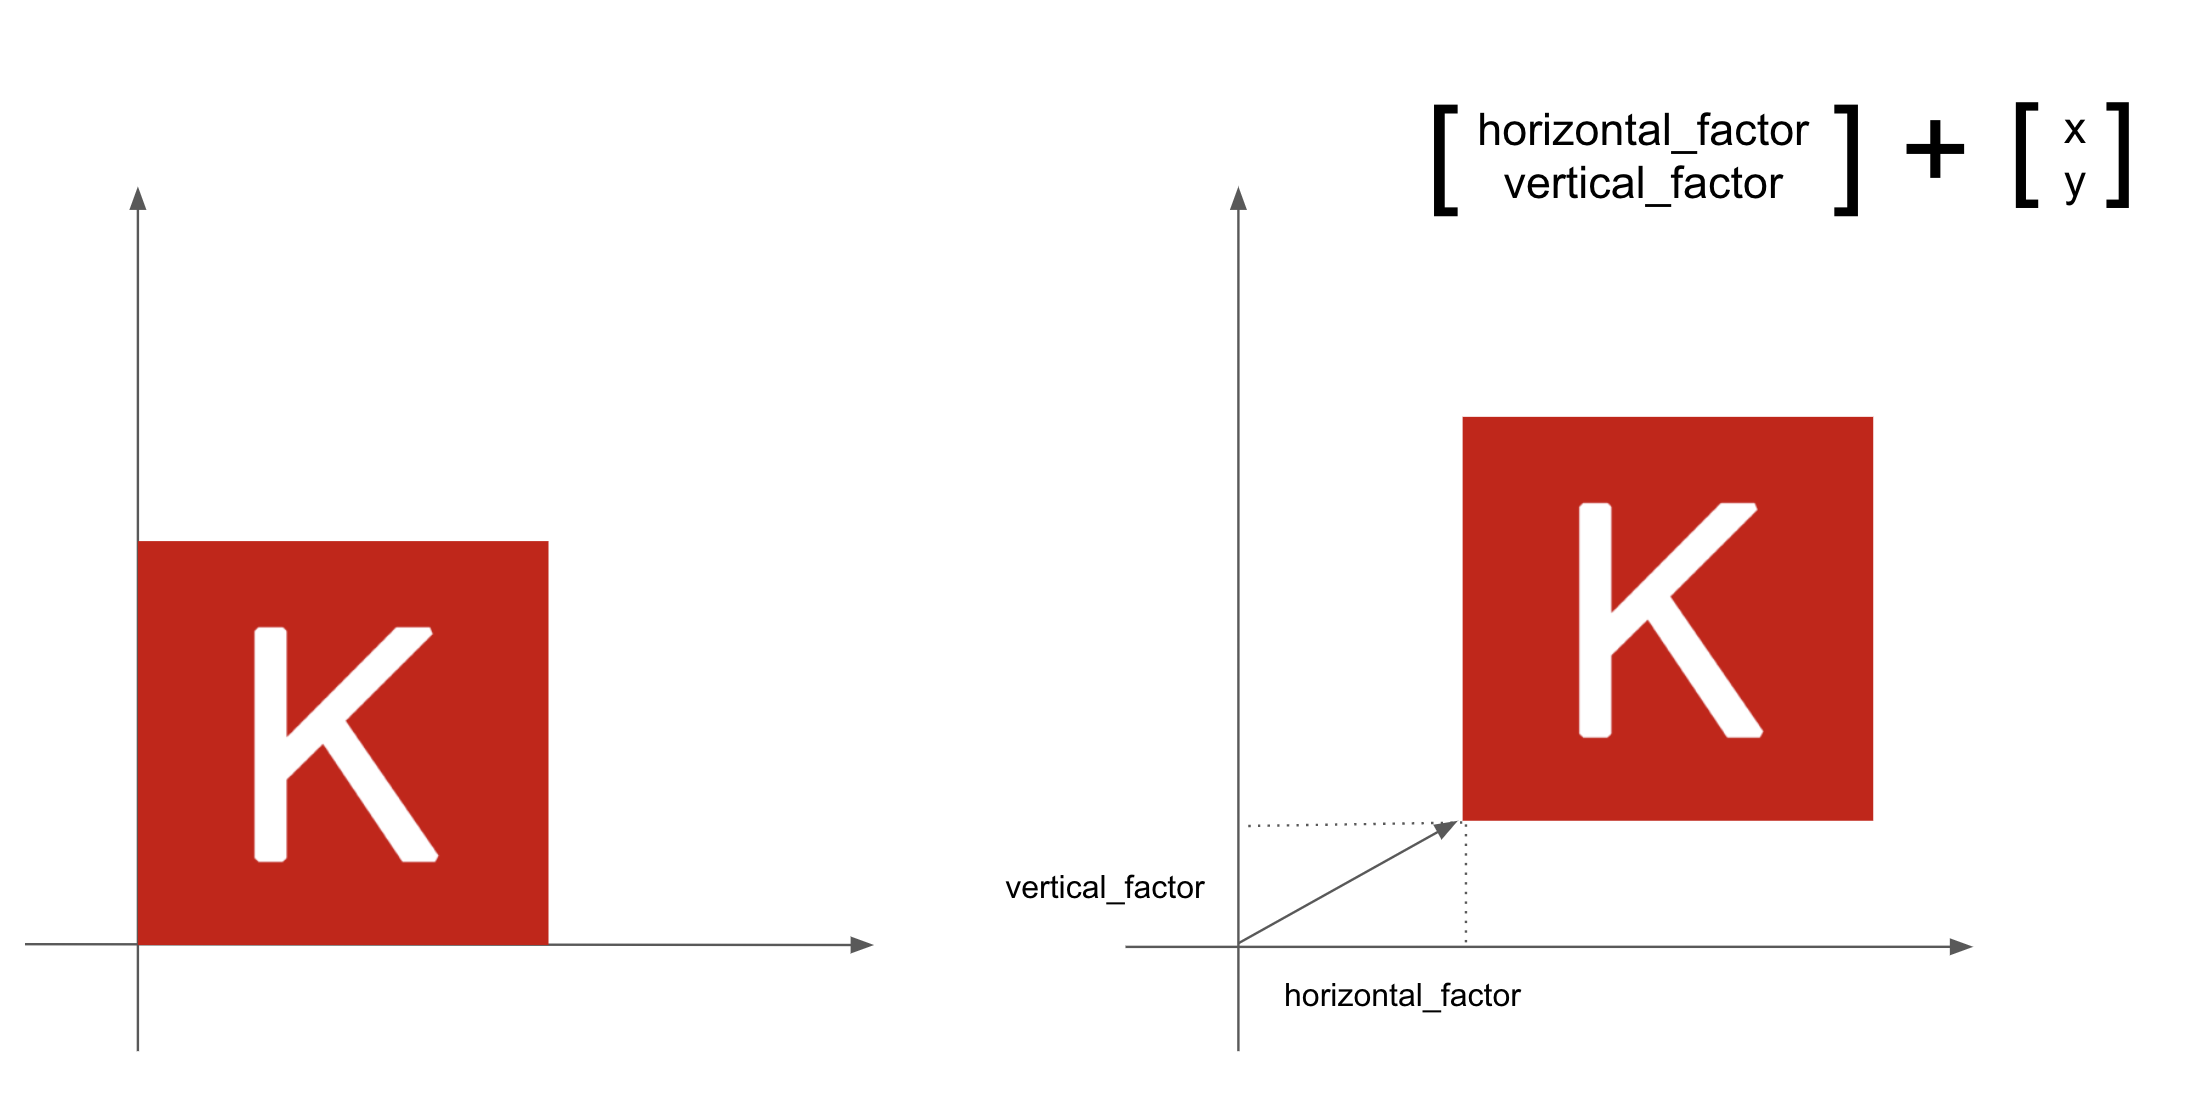 [ horizontal_factor
vertical_factor ] + [ x
y ]
K
K
vertical_factor
horizontal_factor